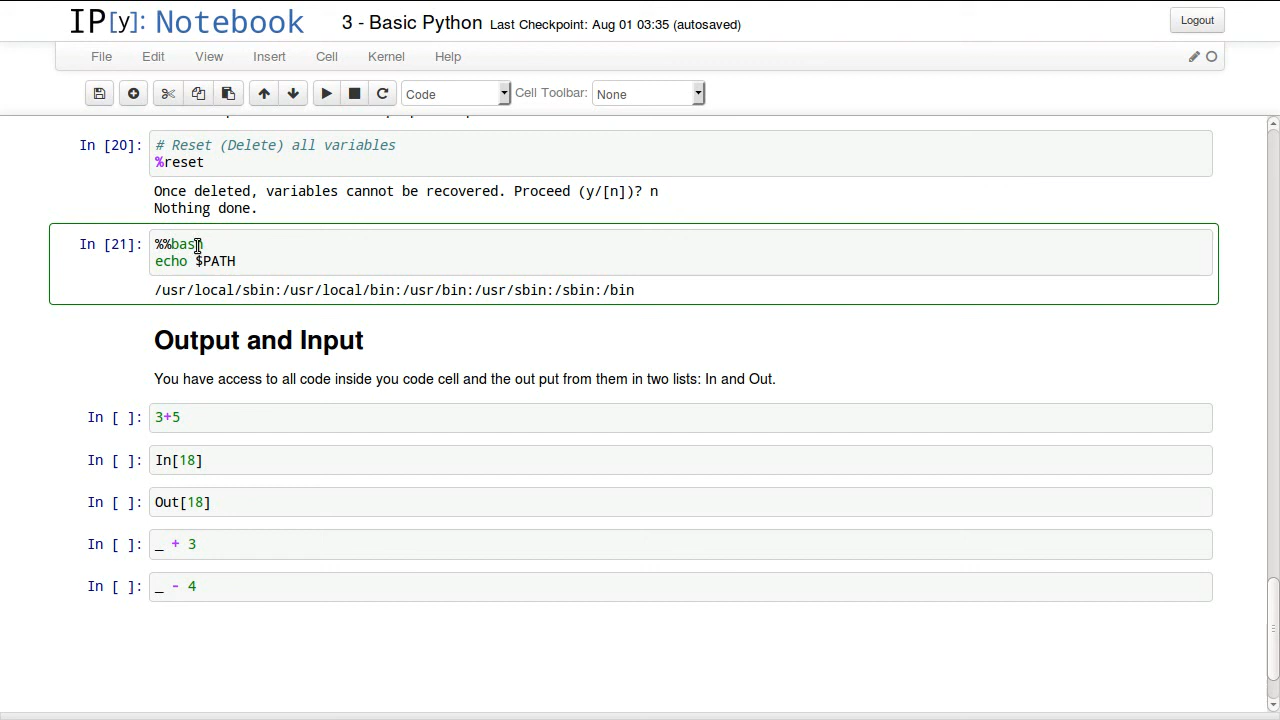 IP[y]: Notebook 3 - Basic Python Last Checkpoint: Aug 01 03:35 (autosaved) Logout
File Edit View Insert Cell Kernel Help
Code Cell Toolbar: None
In [20]: # Reset (Delete) all variables
%reset
Once deleted, variables cannot be recovered. Proceed (y/[n])? n
Nothing done.
In [21]: %%bash
echo $PATH
/usr/local/sbin:/usr/local/bin:/usr/bin:/usr/sbin:/sbin:/bin
Output and Input
You have access to all code inside you code cell and the out put from them in two lists: In and Out.
In [ ]: 3+5
In [ ]: In[18]
In [ ]: Out[18]
In [ ]: _ + 3
In [ ]: _ - 4